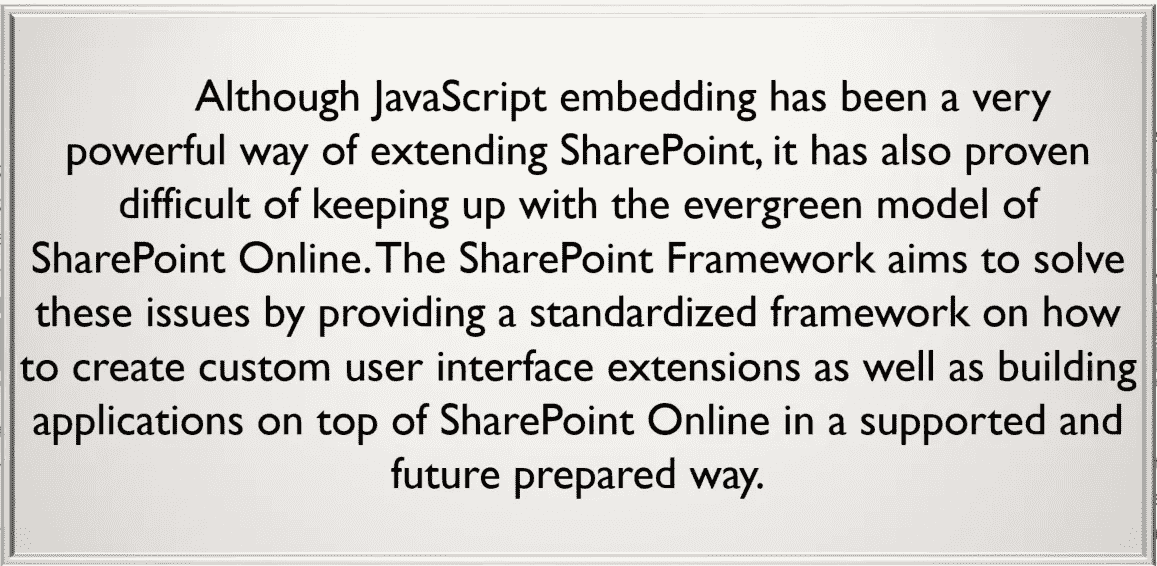 Although JavaScript embedding has been a very
powerful way of extending SharePoint, it has also proven
difficult of keeping up with the evergreen model of
SharePoint Online. The SharePoint Framework aims to solve
these issues by providing a standardized framework on how
to create custom user interface extensions as well as building
applications on top of SharePoint Online in a supported and
future prepared way.